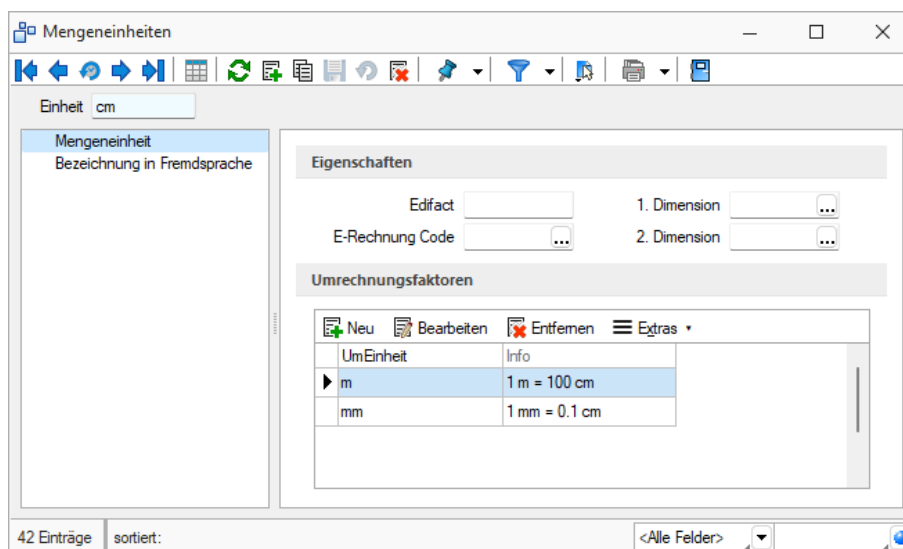 Mengeneinheiten
Einheit cm
Mengeneinheit
Bezeichnung in Fremdsprache
Eigenschaften
Edifact 1. Dimension ...
E-Rechnung Code ... 2. Dimension ...
Umrechnungsfaktoren
Neu Bearbeiten Entfernen Extras
UmEinheit Info
m 1 m = 100 cm
mm 1 mm = 0.1 cm
42 Einträge sortiert: <Alle Felder>